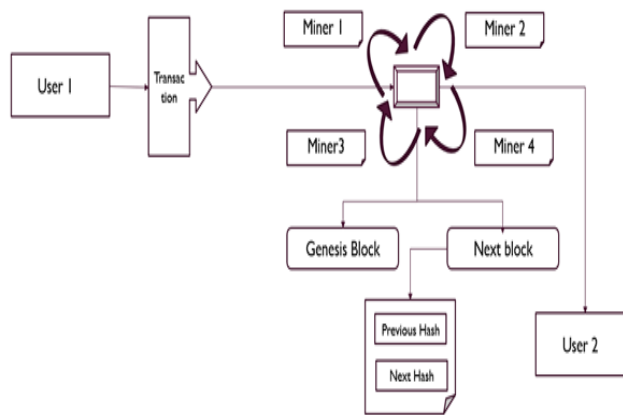 Miner 1
Miner 2
User 1
Transac
tion
Miner3
Miner 4
Genesis Block
Next block
Previous Hash
Next Hash
User 2